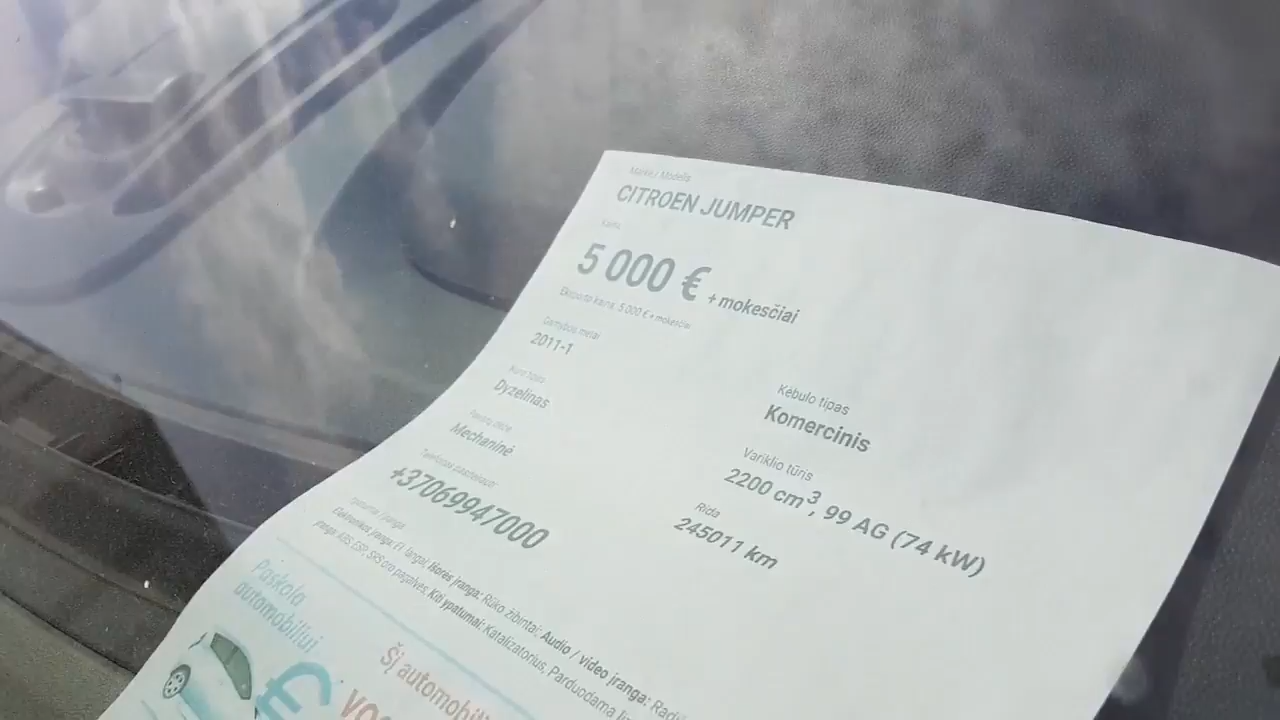 Markė / Modelis
CITROEN JUMPER
Kaina
5 000 € + mokesčiai
Eksporto kaina: 5 000 € + mokesčiai
Gamybos metai
2011-1
Kuro tipas
Dyzelinas
Kėbulo tipas
Komercinis
Pavarų dėžė
Mechaninė
Variklio tūris
2200 cm³, 99 AG (74 kW)
Telefonas pasiteirauti
+37069947000
Rida
245011 km
Ypatumai / įranga
Elektronikos įranga: El. langai; Išorės įranga: Rūko žibintai; Audio / video įranga:
įranga: ABS, ESP, SRS oro pagalvės; Kiti ypatumai: Katalizatorius, Parduodama
Paskola
automobiliui
€
Šį